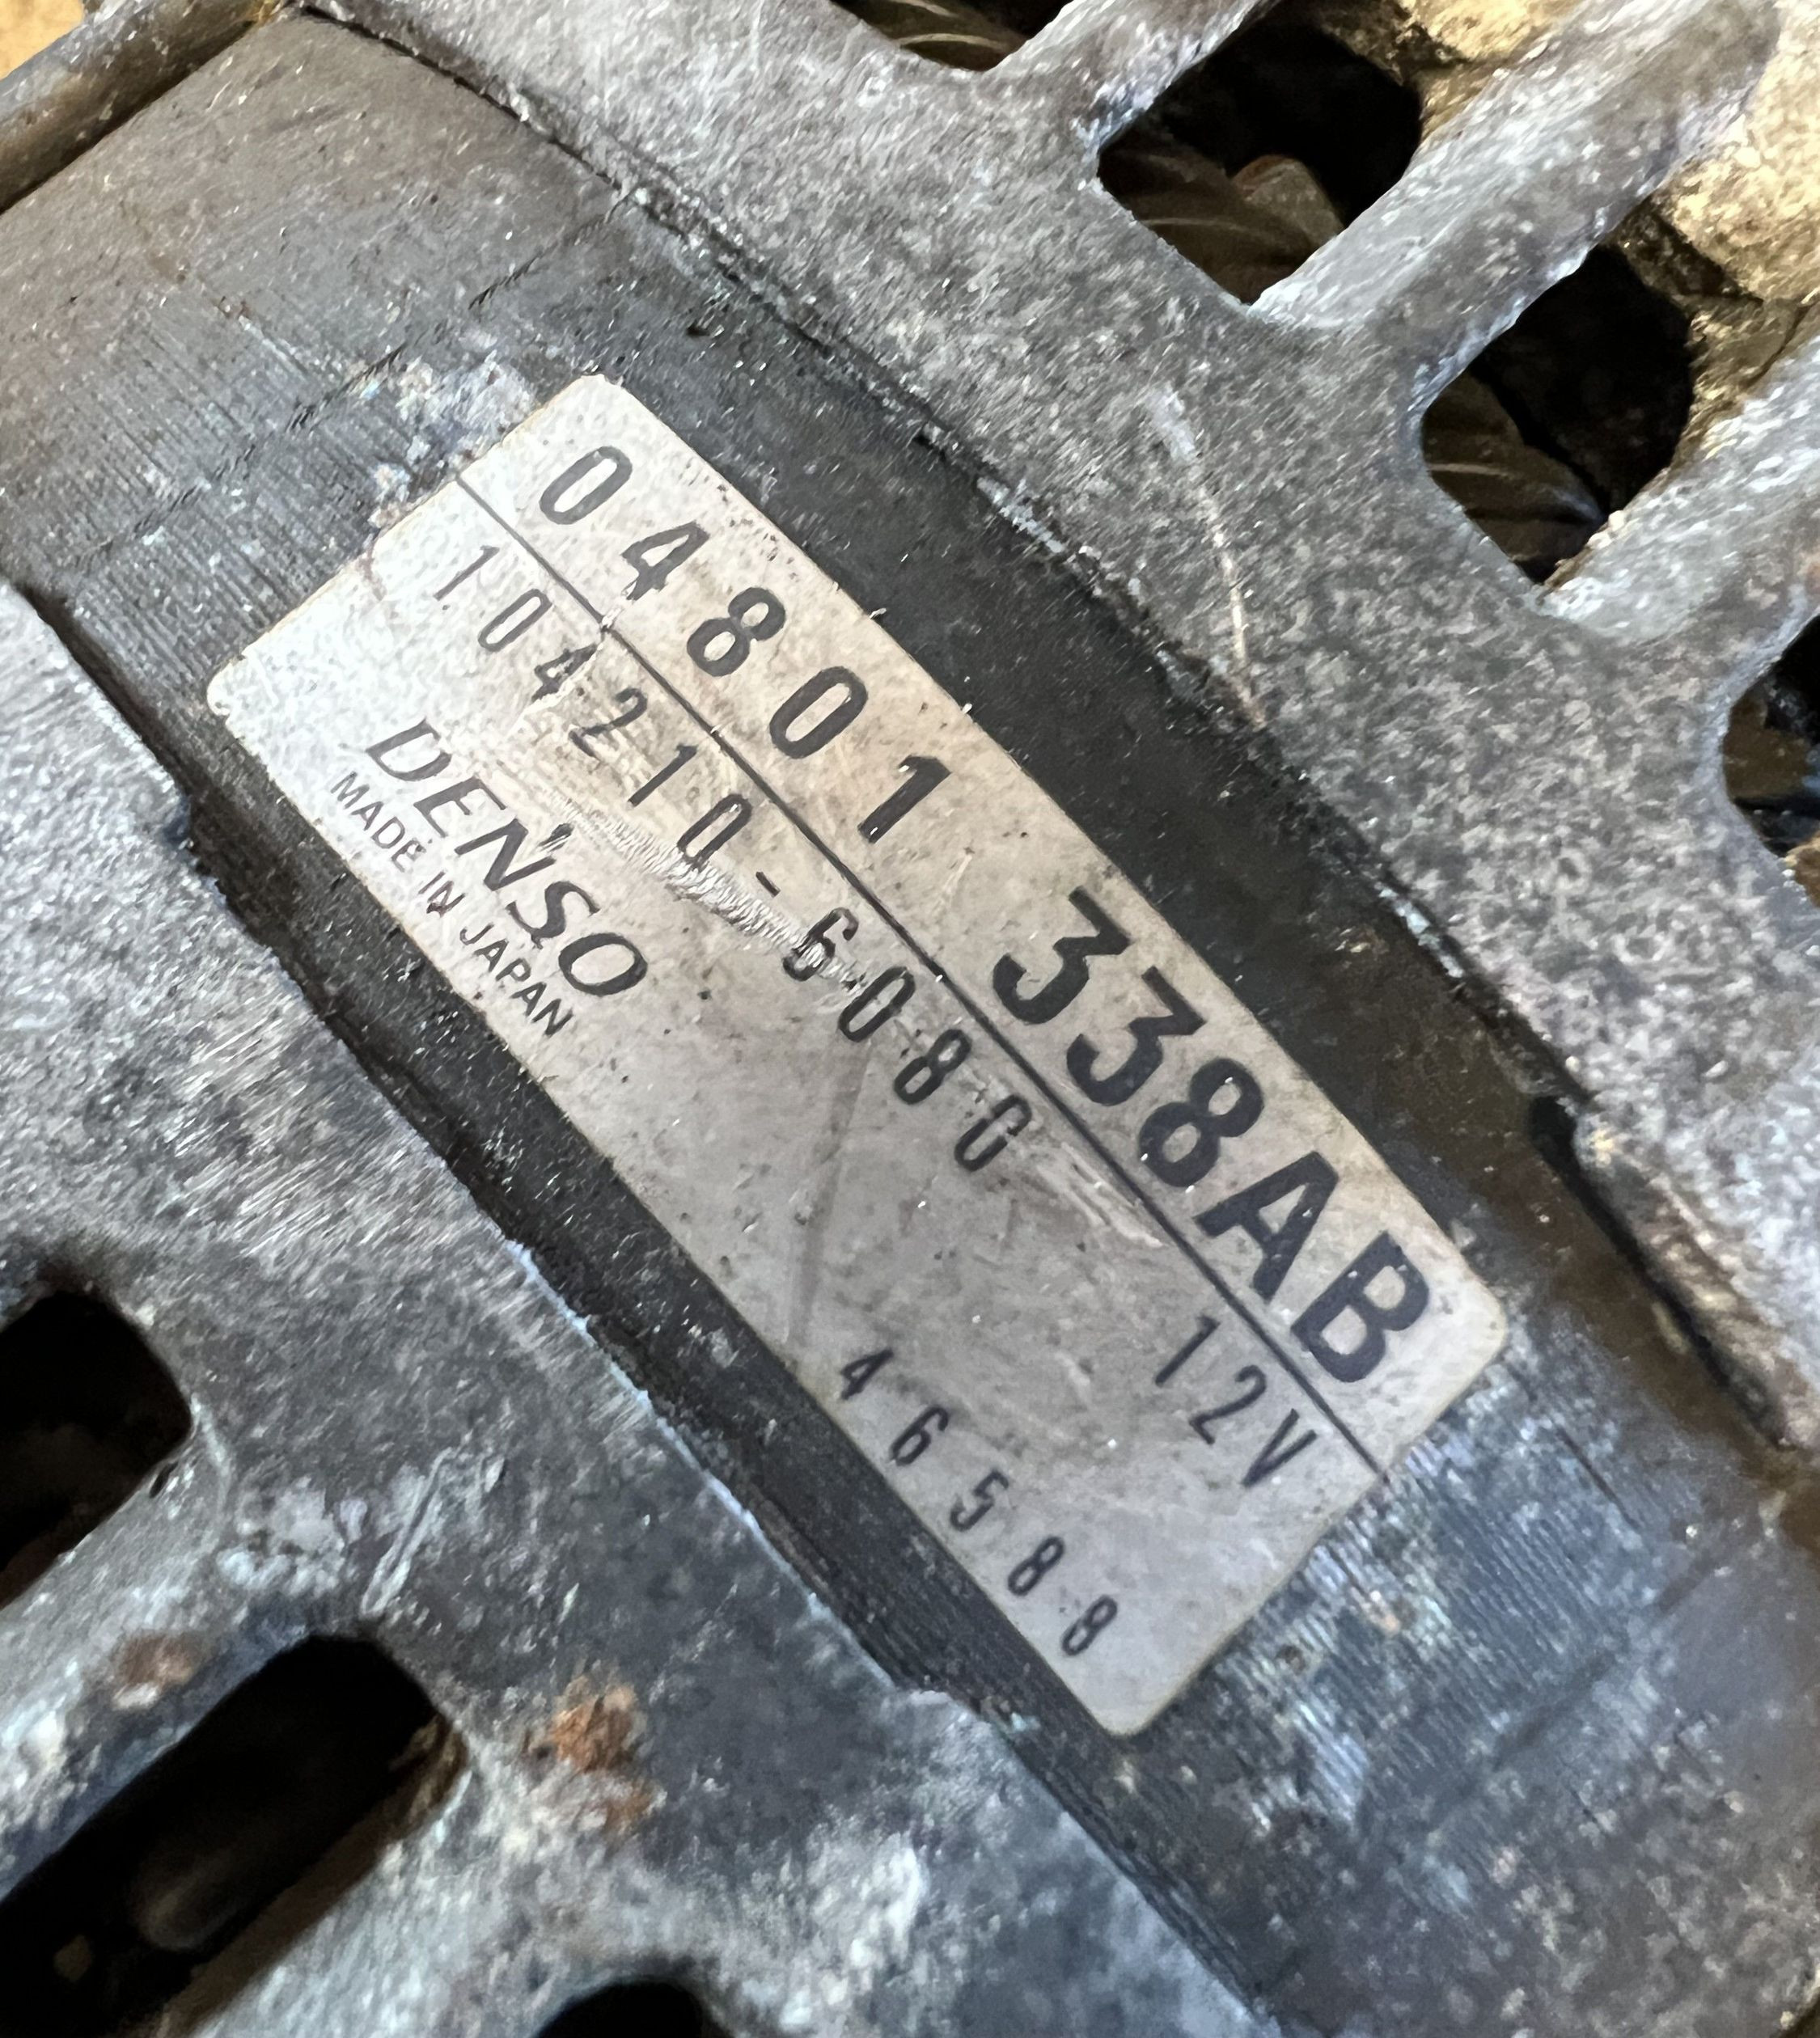 04801 338AB
104210-6080 12V
DENSO 46588
MADE IN JAPAN